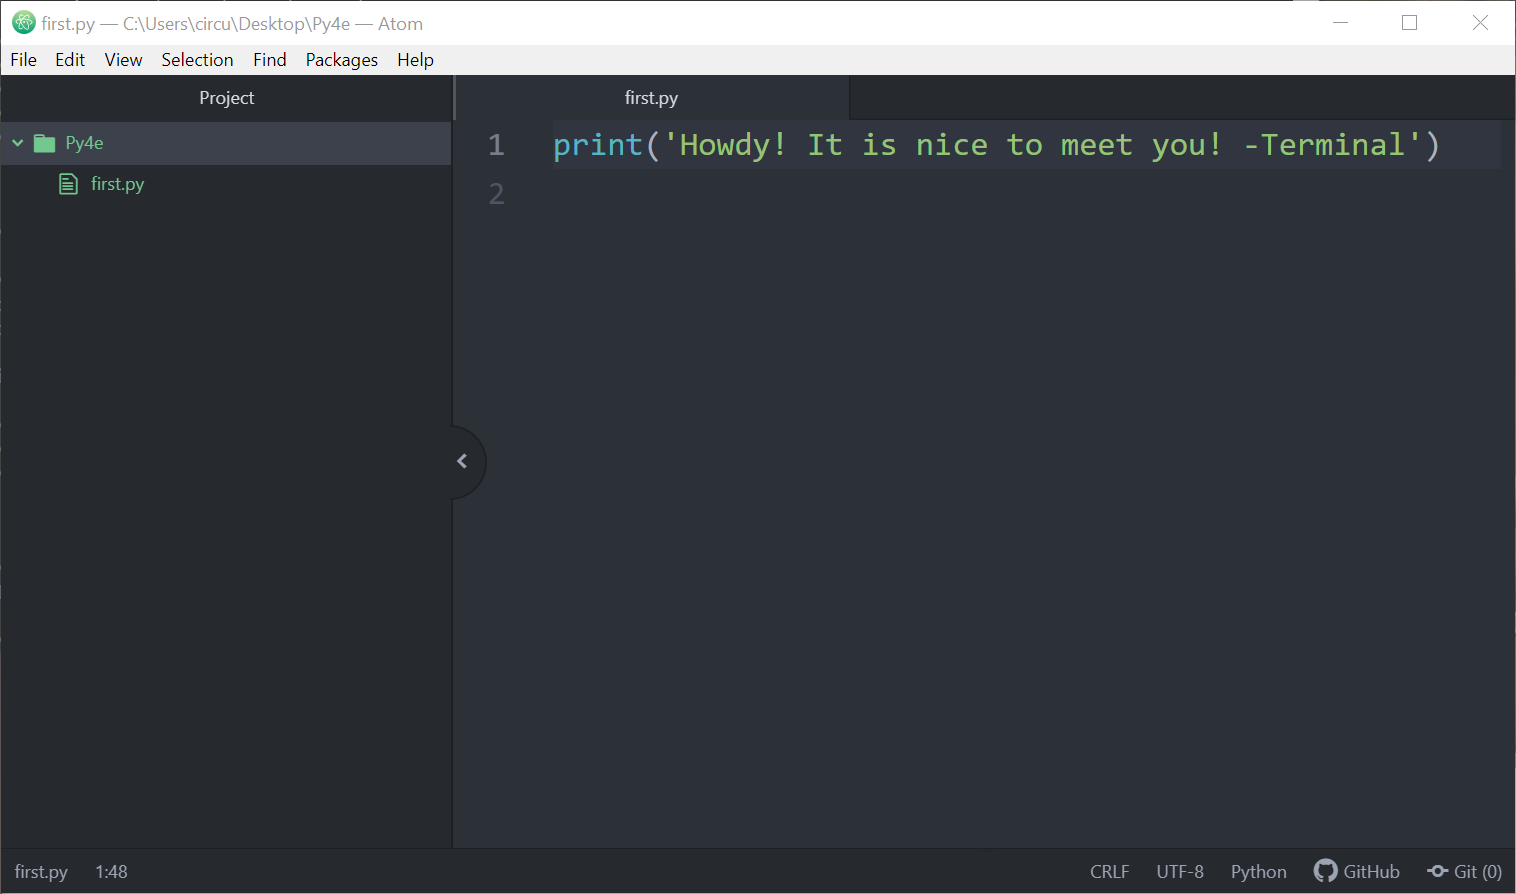 first.py — C:\Users\circu\Desktop\Py4e — Atom
File Edit View Selection Find Packages Help
Project
first.py
Py4e
first.py
1 print('Howdy! It is nice to meet you! -Terminal')
2
first.py 1:48 CRLF UTF-8 Python GitHub Git (0)